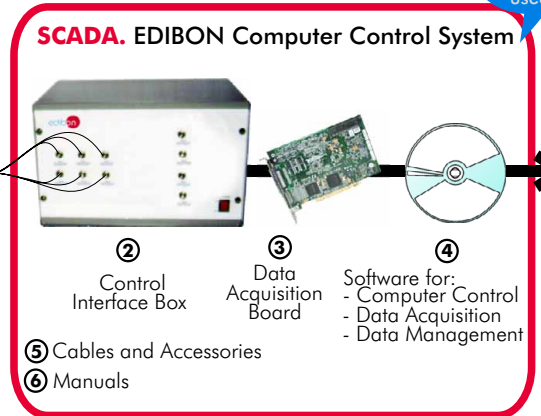 SCADA. EDIBON Computer Control System
edibon
2
Control
Interface Box
3
Data
Acquisition
Board
4
Software for:
- Computer Control
- Data Acquisition
- Data Management
5 Cables and Accessories
6 Manuals